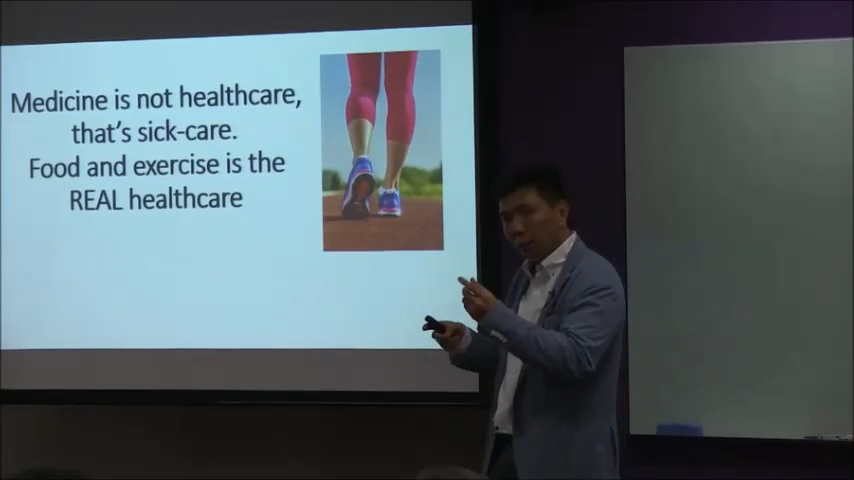 Medicine is not healthcare,
that's sick-care.
Food and exercise is the
REAL healthcare